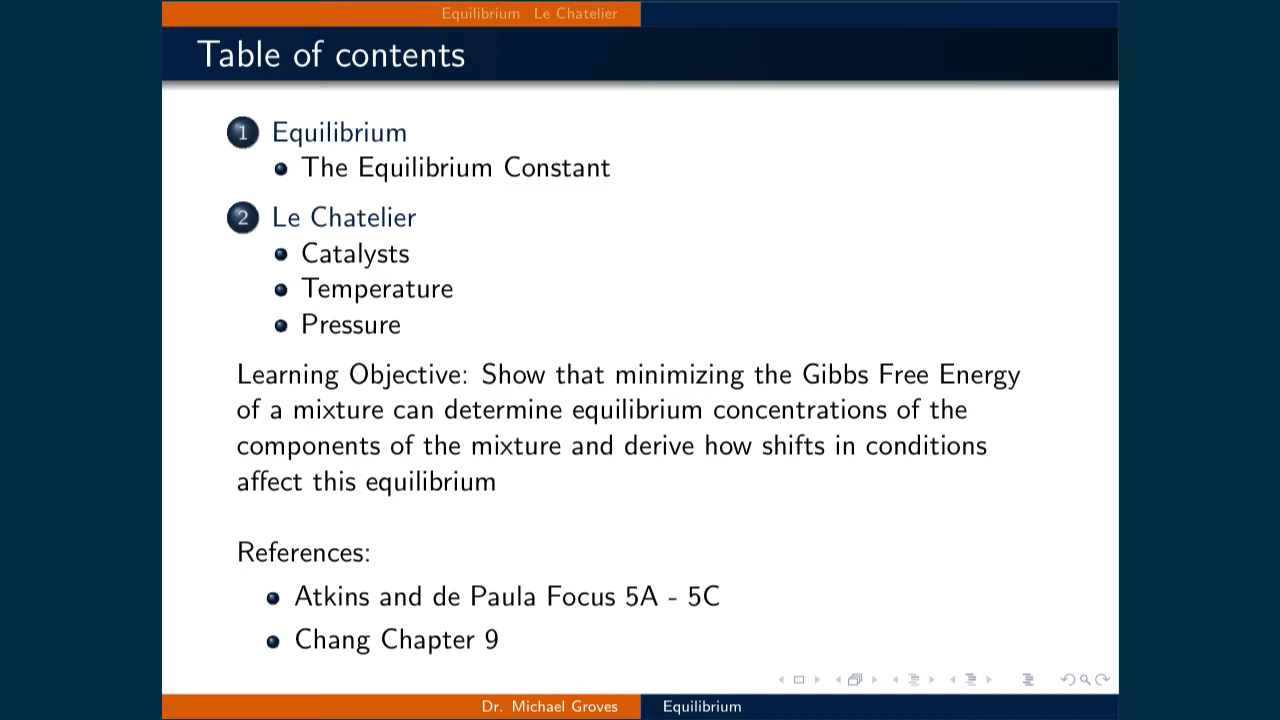 Equilibrium Le Chatelier
Table of contents
1 Equilibrium
The Equilibrium Constant
2 Le Chatelier
Catalysts
Temperature
Pressure
Learning Objective: Show that minimizing the Gibbs Free Energy
of a mixture can determine equilibrium concentrations of the
components of the mixture and derive how shifts in conditions
affect this equilibrium
References:
Atkins and de Paula Focus 5A - 5C
Chang Chapter 9
Dr. Michael Groves Equilibrium